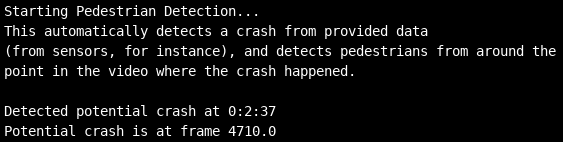 Starting Pedestrian Detection...
This automatically detects a crash from provided data
(from sensors, for instance), and detects pedestrians from around the
point in the video where the crash happened.

Detected potential crash at 0:2:37
Potential crash is at frame 4710.0